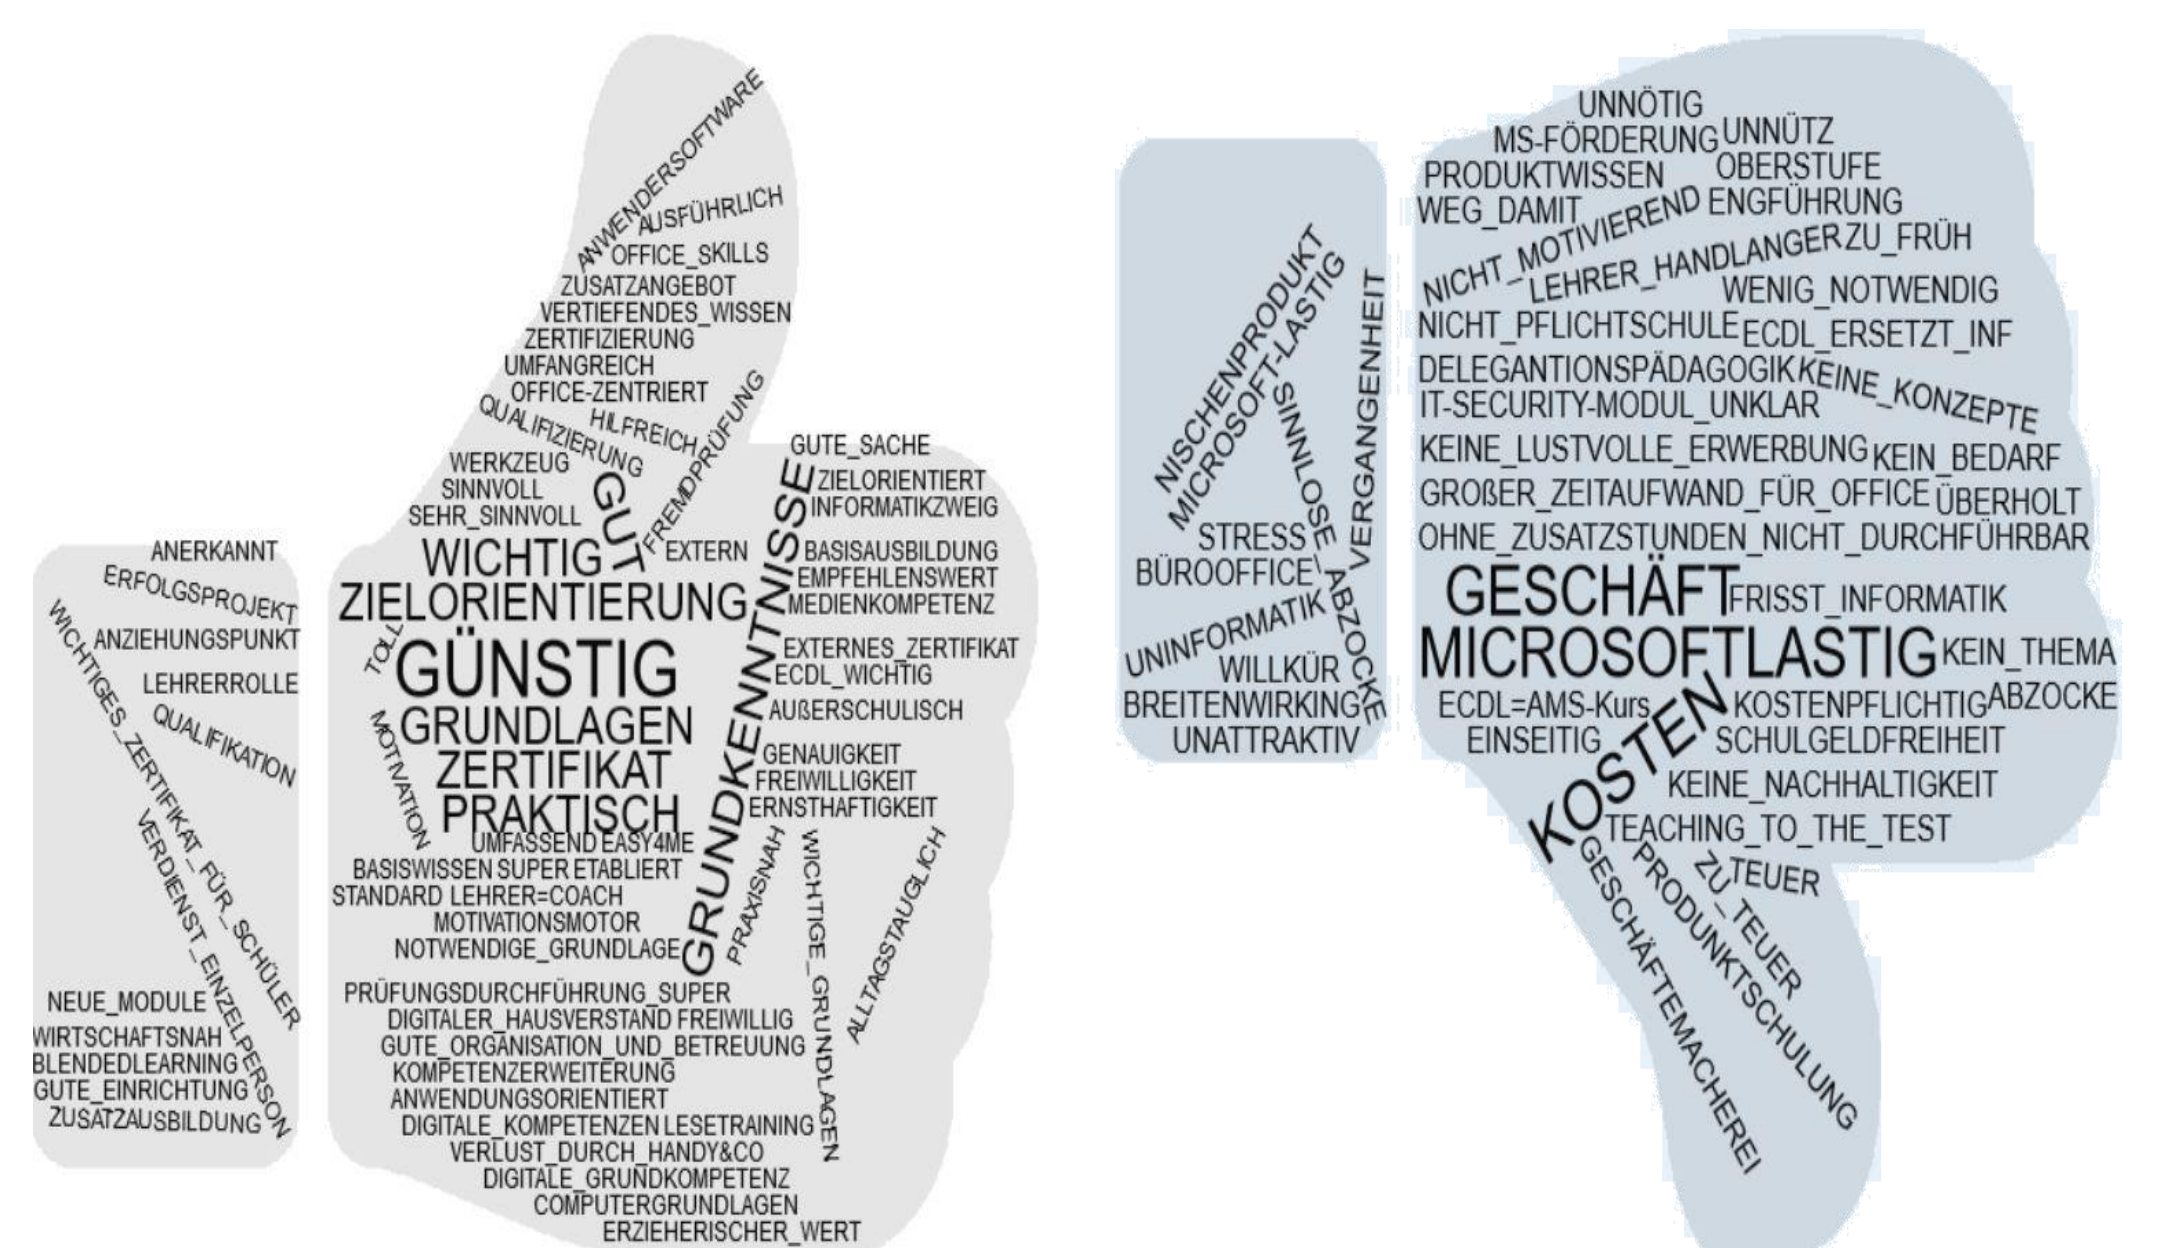 ANWENDERSOFTWARE
AUSFÜHRLICH
OFFICE_SKILLS
ZUSATZANGEBOT
VERTIEFENDES_WISSEN
ZERTIFIZIERUNG
UMFANGREICH
OFFICE-ZENTRIERT
QUALIFIZIERUNG
HILFREICH
FREMDPRÜFUNG
WERKZEUG
SINNVOLL
SEHR_SINNVOLL
GUT
WICHTIG
EXTERN
ZIELORIENTIERUNG
TOLL
GÜNSTIG
GRUNDLAGEN
ZERTIFIKAT
PRAKTISCH
MOTIVATION
GRUNDKENNTNISSE
GUTE_SACHE
ZIELORIENTIERT
INFORMATIKZWEIG
BASISAUSBILDUNG
EMPFEHLENSWERT
MEDIENKOMPETENZ
EXTERNES_ZERTIFIKAT
ECDL_WICHTIG
AUßERSCHULISCH
GENAUIGKEIT
FREIWILLIGKEIT
ERNSTHAFTIGKEIT
PRAXISNAH
WICHTIGE_GRUNDLAGEN
ALLTAGSTAUGLICH
UMFASSEND EASY4ME
BASISWISSEN SUPER ETABLIERT
STANDARD LEHRER=COACH
MOTIVATIONSMOTOR
NOTWENDIGE_GRUNDLAGE
PRÜFUNGSDURCHFÜHRUNG_SUPER
DIGITALER_HAUSVERSTAND FREIWILLIG
GUTE_ORGANISATION_UND_BETREUUNG
KOMPETENZERWEITERUNG
ANWENDUNGSORIENTIERT
DIGITALE_KOMPETENZEN LESETRAINING
VERLUST_DURCH_HANDY&CO
DIGITALE_GRUNDKOMPETENZ
COMPUTERGRUNDLAGEN
ERZIEHERISCHER_WERT
ANERKANNT
ERFOLGSPROJEKT
ANZIEHUNGSPUNKT
LEHRERROLLE
QUALIFIKATION
WICHTIGES_ZERTIFIKAT_FÜR_SCHÜLER
VERDIENST_EINZELPERSON
NEUE_MODULE
WIRTSCHAFTSNAH
BLENDEDLEARNING
GUTE_EINRICHTUNG
ZUSATZAUSBILDUNG
NISCHENPRODUKT
MICROSOFT-LASTIG
SINNLOSE_ABZOCKE
VERGANGENHEIT
STRESS
BÜROOFFICE
UNINFORMATIK
WILLKÜR
BREITENWIRKING
UNATTRAKTIV
UNNÖTIG
MS-FÖRDERUNG
UNNÜTZ
PRODUKTWISSEN
OBERSTUFE
WEG_DAMIT
ENGFÜHRUNG
NICHT_MOTIVIEREND
LEHRER_HANDLANGER
ZU_FRÜH
WENIG_NOTWENDIG
NICHT_PFLICHTSCHULE
ECDL_ERSETZT_INF
DELEGANTIONSPÄDAGOGIK
KEINE_KONZEPTE
IT-SECURITY-MODUL_UNKLAR
KEINE_LUSTVOLLE_ERWERBUNG
KEIN_BEDARF
GROßER_ZEITAUFWAND_FÜR_OFFICE
ÜBERHOLT
OHNE_ZUSATZSTUNDEN_NICHT_DURCHFÜHRBAR
GESCHÄFT
FRISST_INFORMATIK
MICROSOFTLASTIG
KEIN_THEMA
ECDL=AMS-Kurs
KOSTENPFLICHTIG
ABZOCKE
EINSEITIG
KOSTEN
SCHULGELDFREIHEIT
KEINE_NACHHALTIGKEIT
TEACHING_TO_THE_TEST
GESCHÄFTEMACHEREI
PRODUNKTSCHULUNG
ZU_TEUER
TEUER